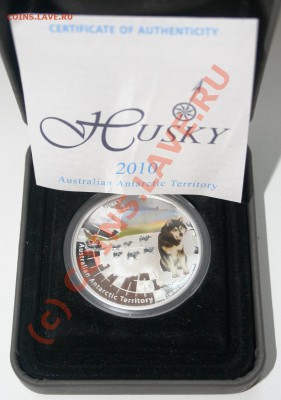 COINS.LAVE.RU
CERTIFICATE OF AUTHENTICITY
HUSKY
2010
Australian Antarctic Territory
Australian Antarctic Territory
(c) Coins.Lave.RU